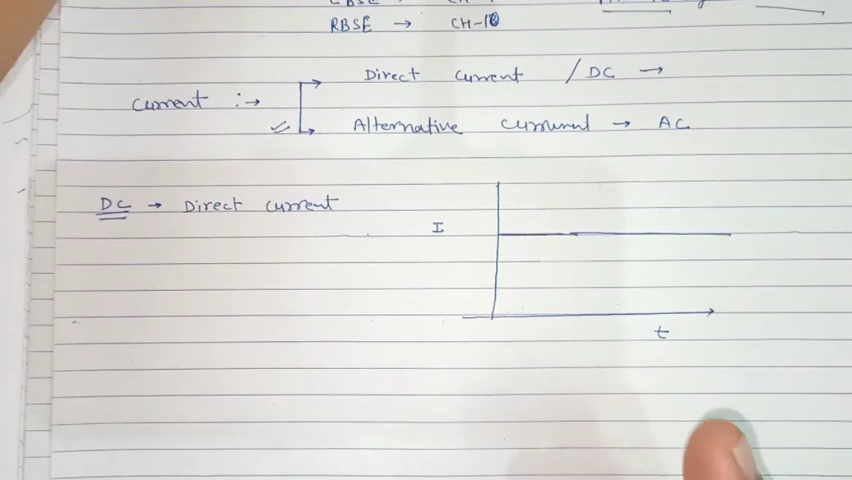 RBSE → CH-10
Direct current / DC →
Current :→
Alternative current → AC
DC → Direct current
I
t